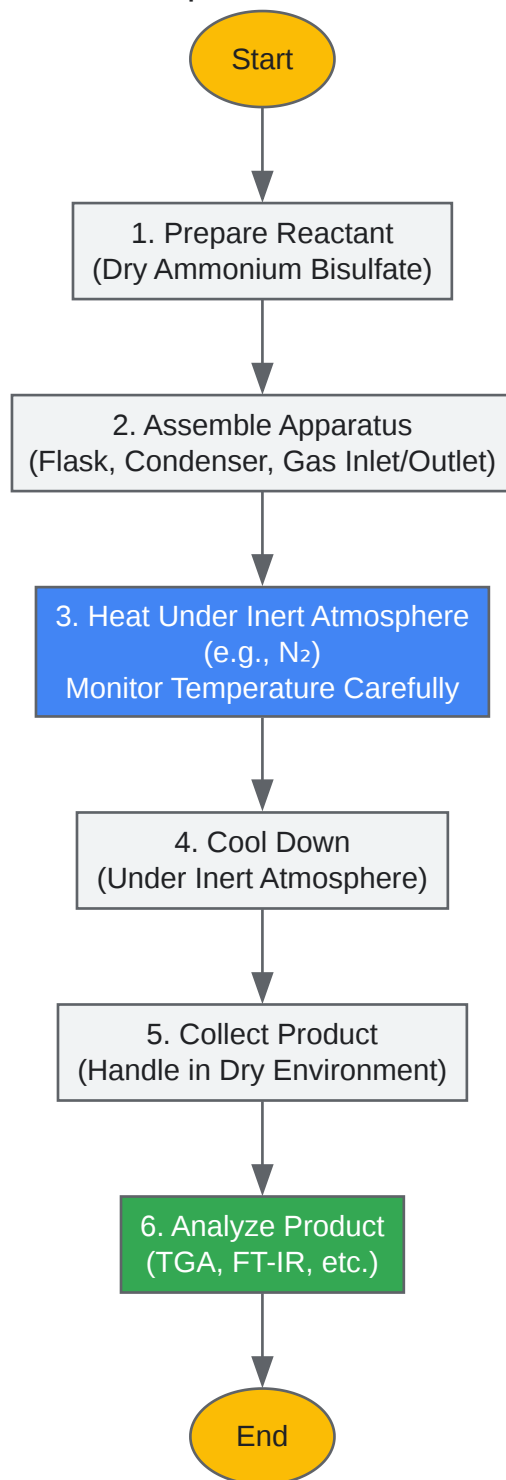 Start
1. Prepare Reactant
(Dry Ammonium Bisulfate)
2. Assemble Apparatus
(Flask, Condenser, Gas Inlet/Outlet)
3. Heat Under Inert Atmosphere
(e.g., N₂)
Monitor Temperature Carefully
4. Cool Down
(Under Inert Atmosphere)
5. Collect Product
(Handle in Dry Environment)
6. Analyze Product
(TGA, FT-IR, etc.)
End